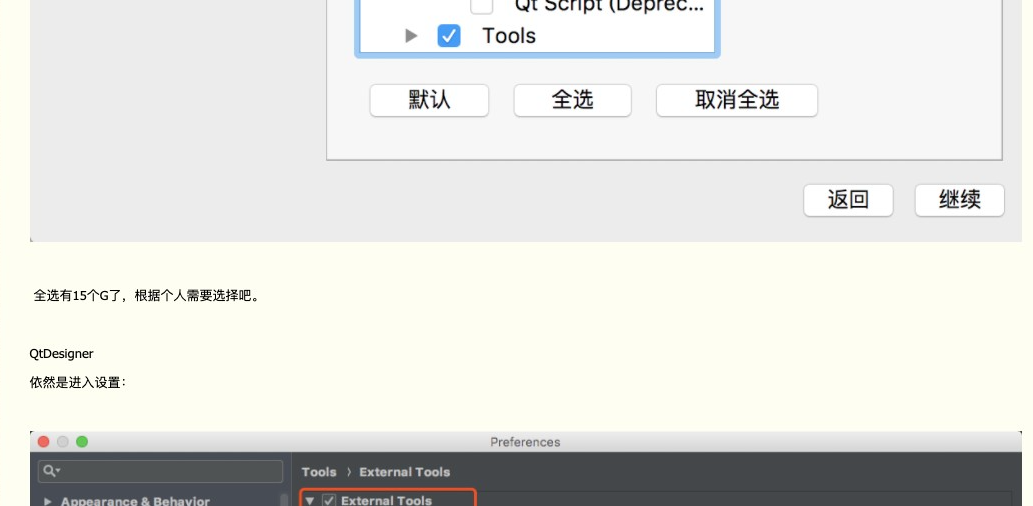 Qt Script (Deprec...
Tools
默认 全选 取消全选
返回 继续
全选有15个G了，根据个人需要选择吧。
QtDesigner
依然是进入设置：
Preferences
Tools 〉 External Tools
Appearance & Behavior
External Tools